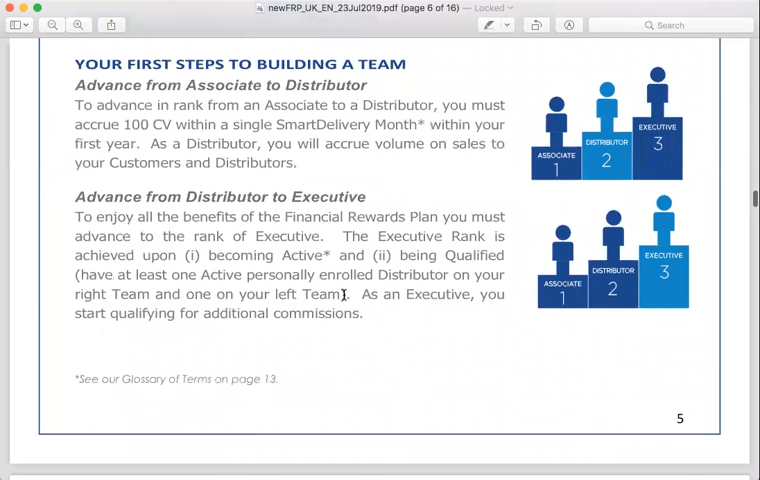 newFRP_UK_EN_23Jul2019.pdf (page 6 of 16) — Locked
Search
YOUR FIRST STEPS TO BUILDING A TEAM
Advance from Associate to Distributor
To advance in rank from an Associate to a Distributor, you must
accrue 100 CV within a single SmartDelivery Month* within your
first year. As a Distributor, you will accrue volume on sales to
your Customers and Distributors.
EXECUTIVE
3
DISTRIBUTOR
2
ASSOCIATE
1
Advance from Distributor to Executive
To enjoy all the benefits of the Financial Rewards Plan you must
advance to the rank of Executive. The Executive Rank is
achieved upon (i) becoming Active* and (ii) being Qualified
(have at least one Active personally enrolled Distributor on your
right Team and one on your left Team). As an Executive, you
start qualifying for additional commissions.
EXECUTIVE
3
DISTRIBUTOR
2
ASSOCIATE
1
*See our Glossary of Terms on page 13.
5